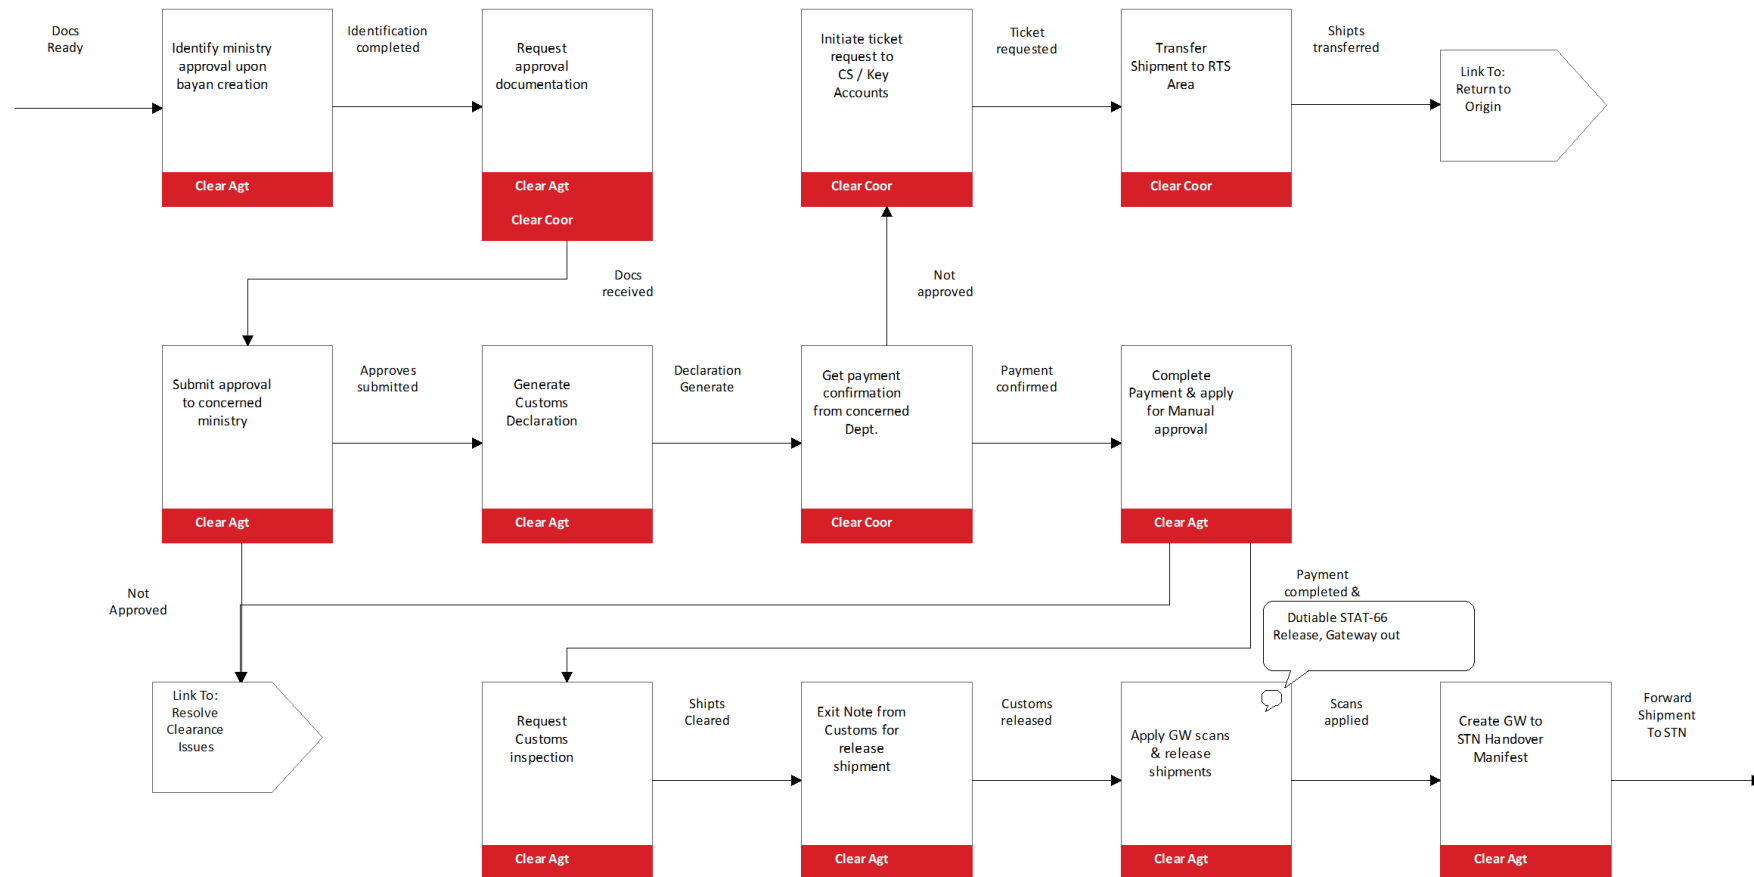 Docs
Ready
Identify ministry
approval upon
bayan creation
Clear Agt
Identification
completed
Request
approval
documentation
Clear Agt
Clear Coor
Initiate ticket
request to
CS / Key
Accounts
Clear Coor
Ticket
requested
Transfer
Shipment to RTS
Area
Clear Coor
Shipts
transferred
Link To:
Return to
Origin
Docs
received
Not
approved
Submit approval
to concerned
ministry
Clear Agt
Approves
submitted
Generate
Customs
Declaration
Clear Agt
Declaration
Generate
Get payment
confirmation
from concerned
Dept.
Clear Coor
Payment
confirmed
Complete
Payment & apply
for Manual
approval
Clear Agt
Not
Approved
Payment
completed &
Dutiable STAT-66
Release, Gateway out
Link To:
Resolve
Clearance
Issues
Request
Customs
inspection
Clear Agt
Shipts
Cleared
Exit Note from
Customs for
release
shipment
Clear Agt
Customs
released
Apply GW scans
& release
shipments
Clear Agt
Scans
applied
Create GW to
STN Handover
Manifest
Clear Agt
Forward
Shipment
To STN